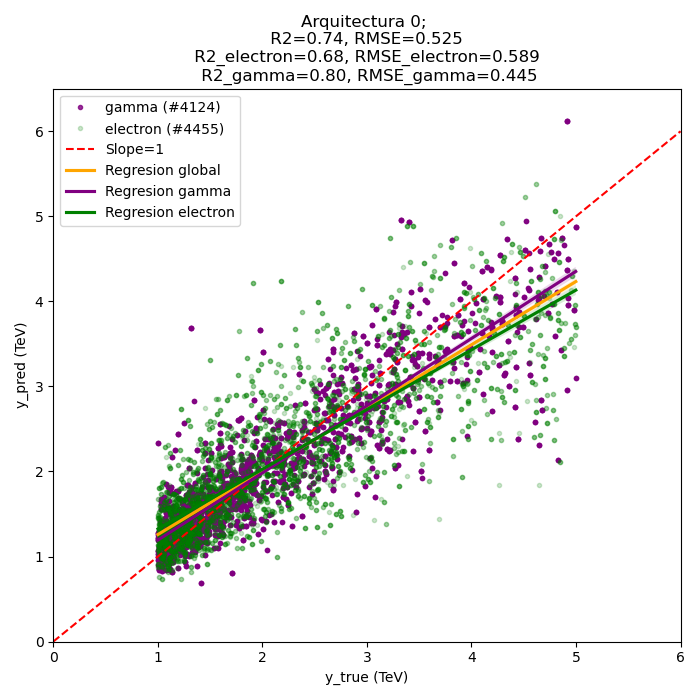 Arquitectura 0;
R2=0.74, RMSE=0.525
R2_electron=0.68, RMSE_electron=0.589
R2_gamma=0.80, RMSE_gamma=0.445
gamma (#4124)
electron (#4455)
Slope=1
Regresion global
Regresion gamma
Regresion electron
6
5
4
3
2
1
0
y_pred (TeV)
0 1 2 3 4 5 6
y_true (TeV)